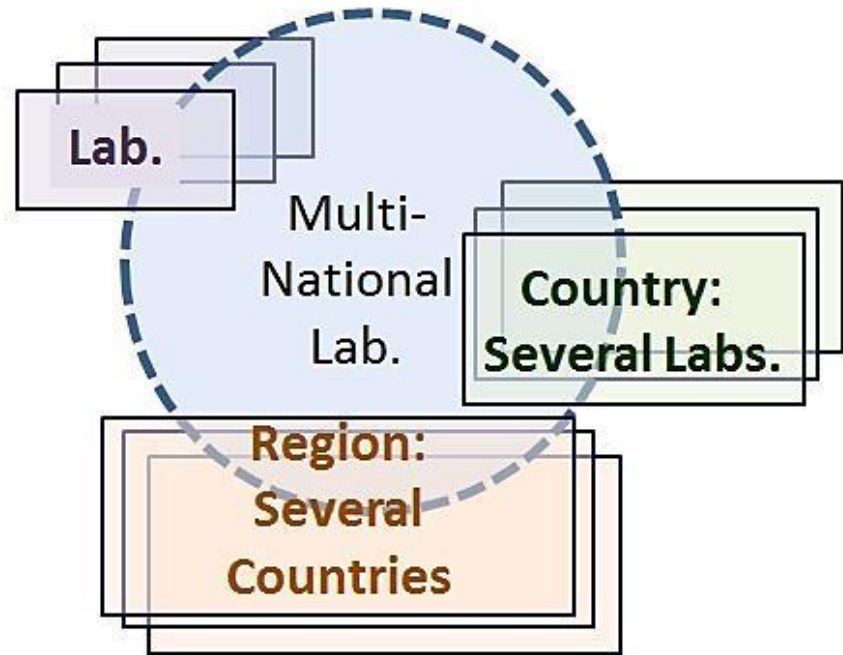 Lab.
Multi-
National
Lab.
Country:
Several Labs.
Region:
Several
Countries